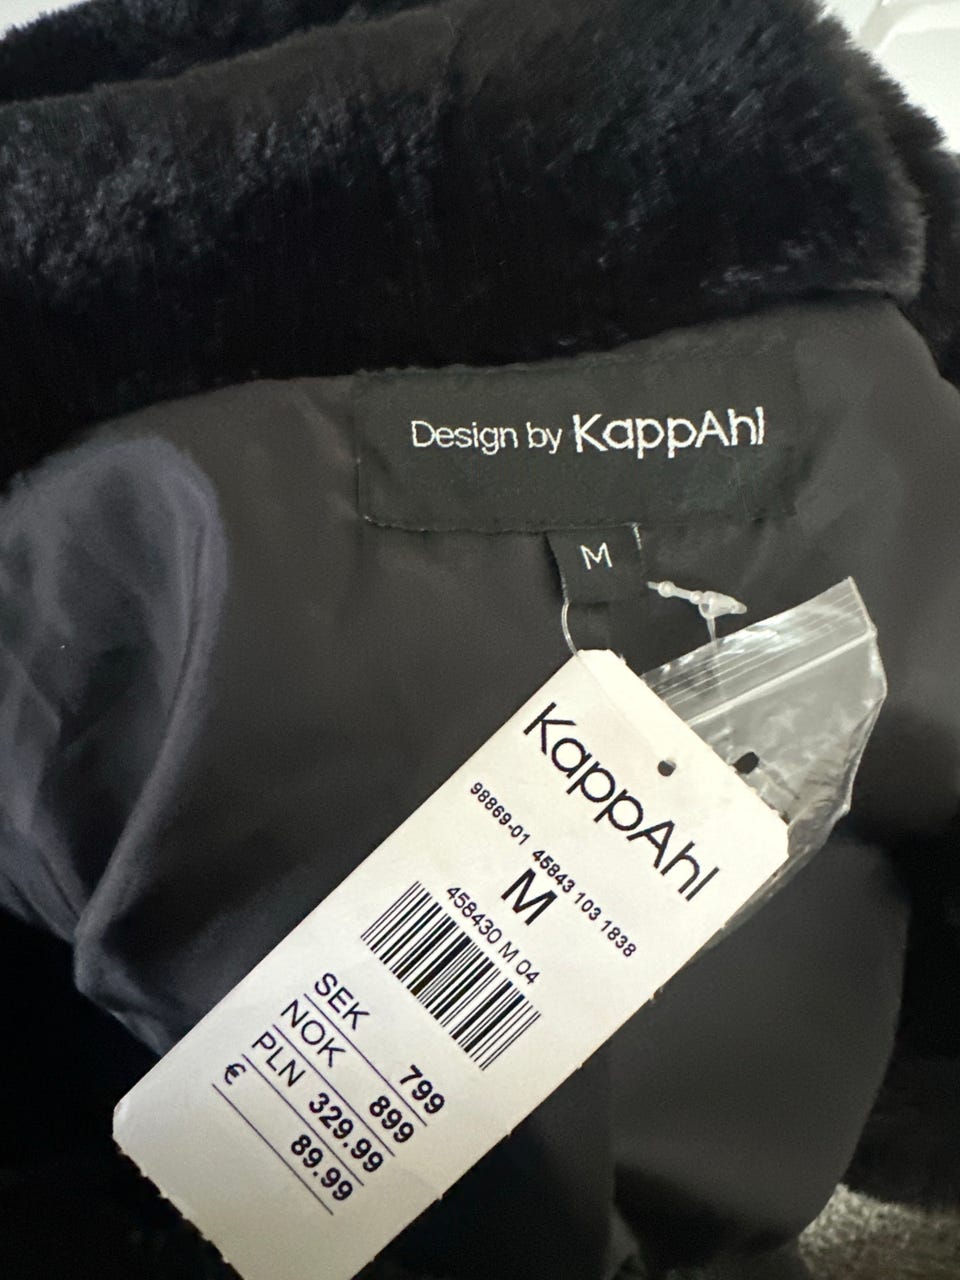 Design by KappAhl
M
KappAhl
98869-01 45843 103 1838
M
458430 M 04
SEK 799
NOK 899
PLN 329.99
€ 89.99